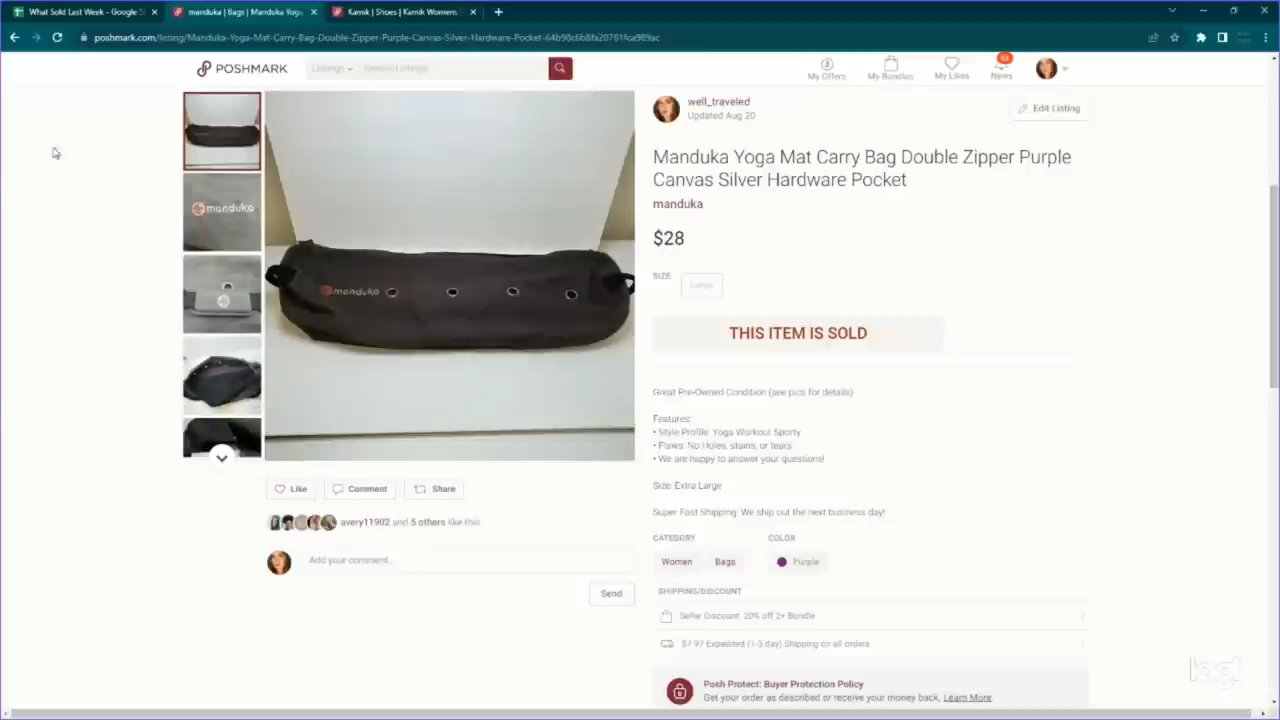 What Sold Last Week - Google S
manduka | Bags | Manduka Yoga
Kamik | Shoes | Kamik Womens
poshmark.com/listing/Manduka-Yoga-Mat-Carry-Bag-Double-Zipper-Purple-Canvas-Silver-Hardware-Pocket-64b98c6b8fa20761fca989ac
POSHMARK
Listings
My Offers
My Bundles
My Likes
News
well_traveled
Updated Aug 20
Edit Listing
Manduka Yoga Mat Carry Bag Double Zipper Purple
Canvas Silver Hardware Pocket
manduka
$28
SIZE
THIS ITEM IS SOLD
manduka
manduka
Great Pre-Owned Condition (see pics for details)
Features:
• Style Profile: Yoga Workout Sporty
• Flaws: No Holes, stains, or tears
• We are happy to answer your questions!
Size: Extra Large
Super Fast Shipping: We ship out the next business day!
Like
Comment
Share
avery11902 and 5 others like this
Add your comment...
Send
CATEGORY
COLOR
Women
Bags
Purple
SHIPPING/DISCOUNT
Seller Discount: 20% off 2+ Bundle
$7.97 Expedited (1-3 day) Shipping on all orders
Posh Protect: Buyer Protection Policy
Get your order as described or receive your money back. Learn More